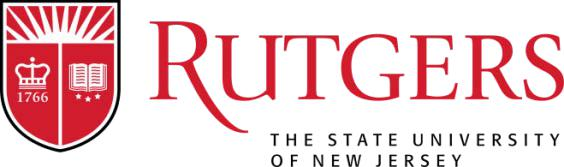 1766
RUTGERS
THE STATE UNIVERSITY
OF NEW JERSEY